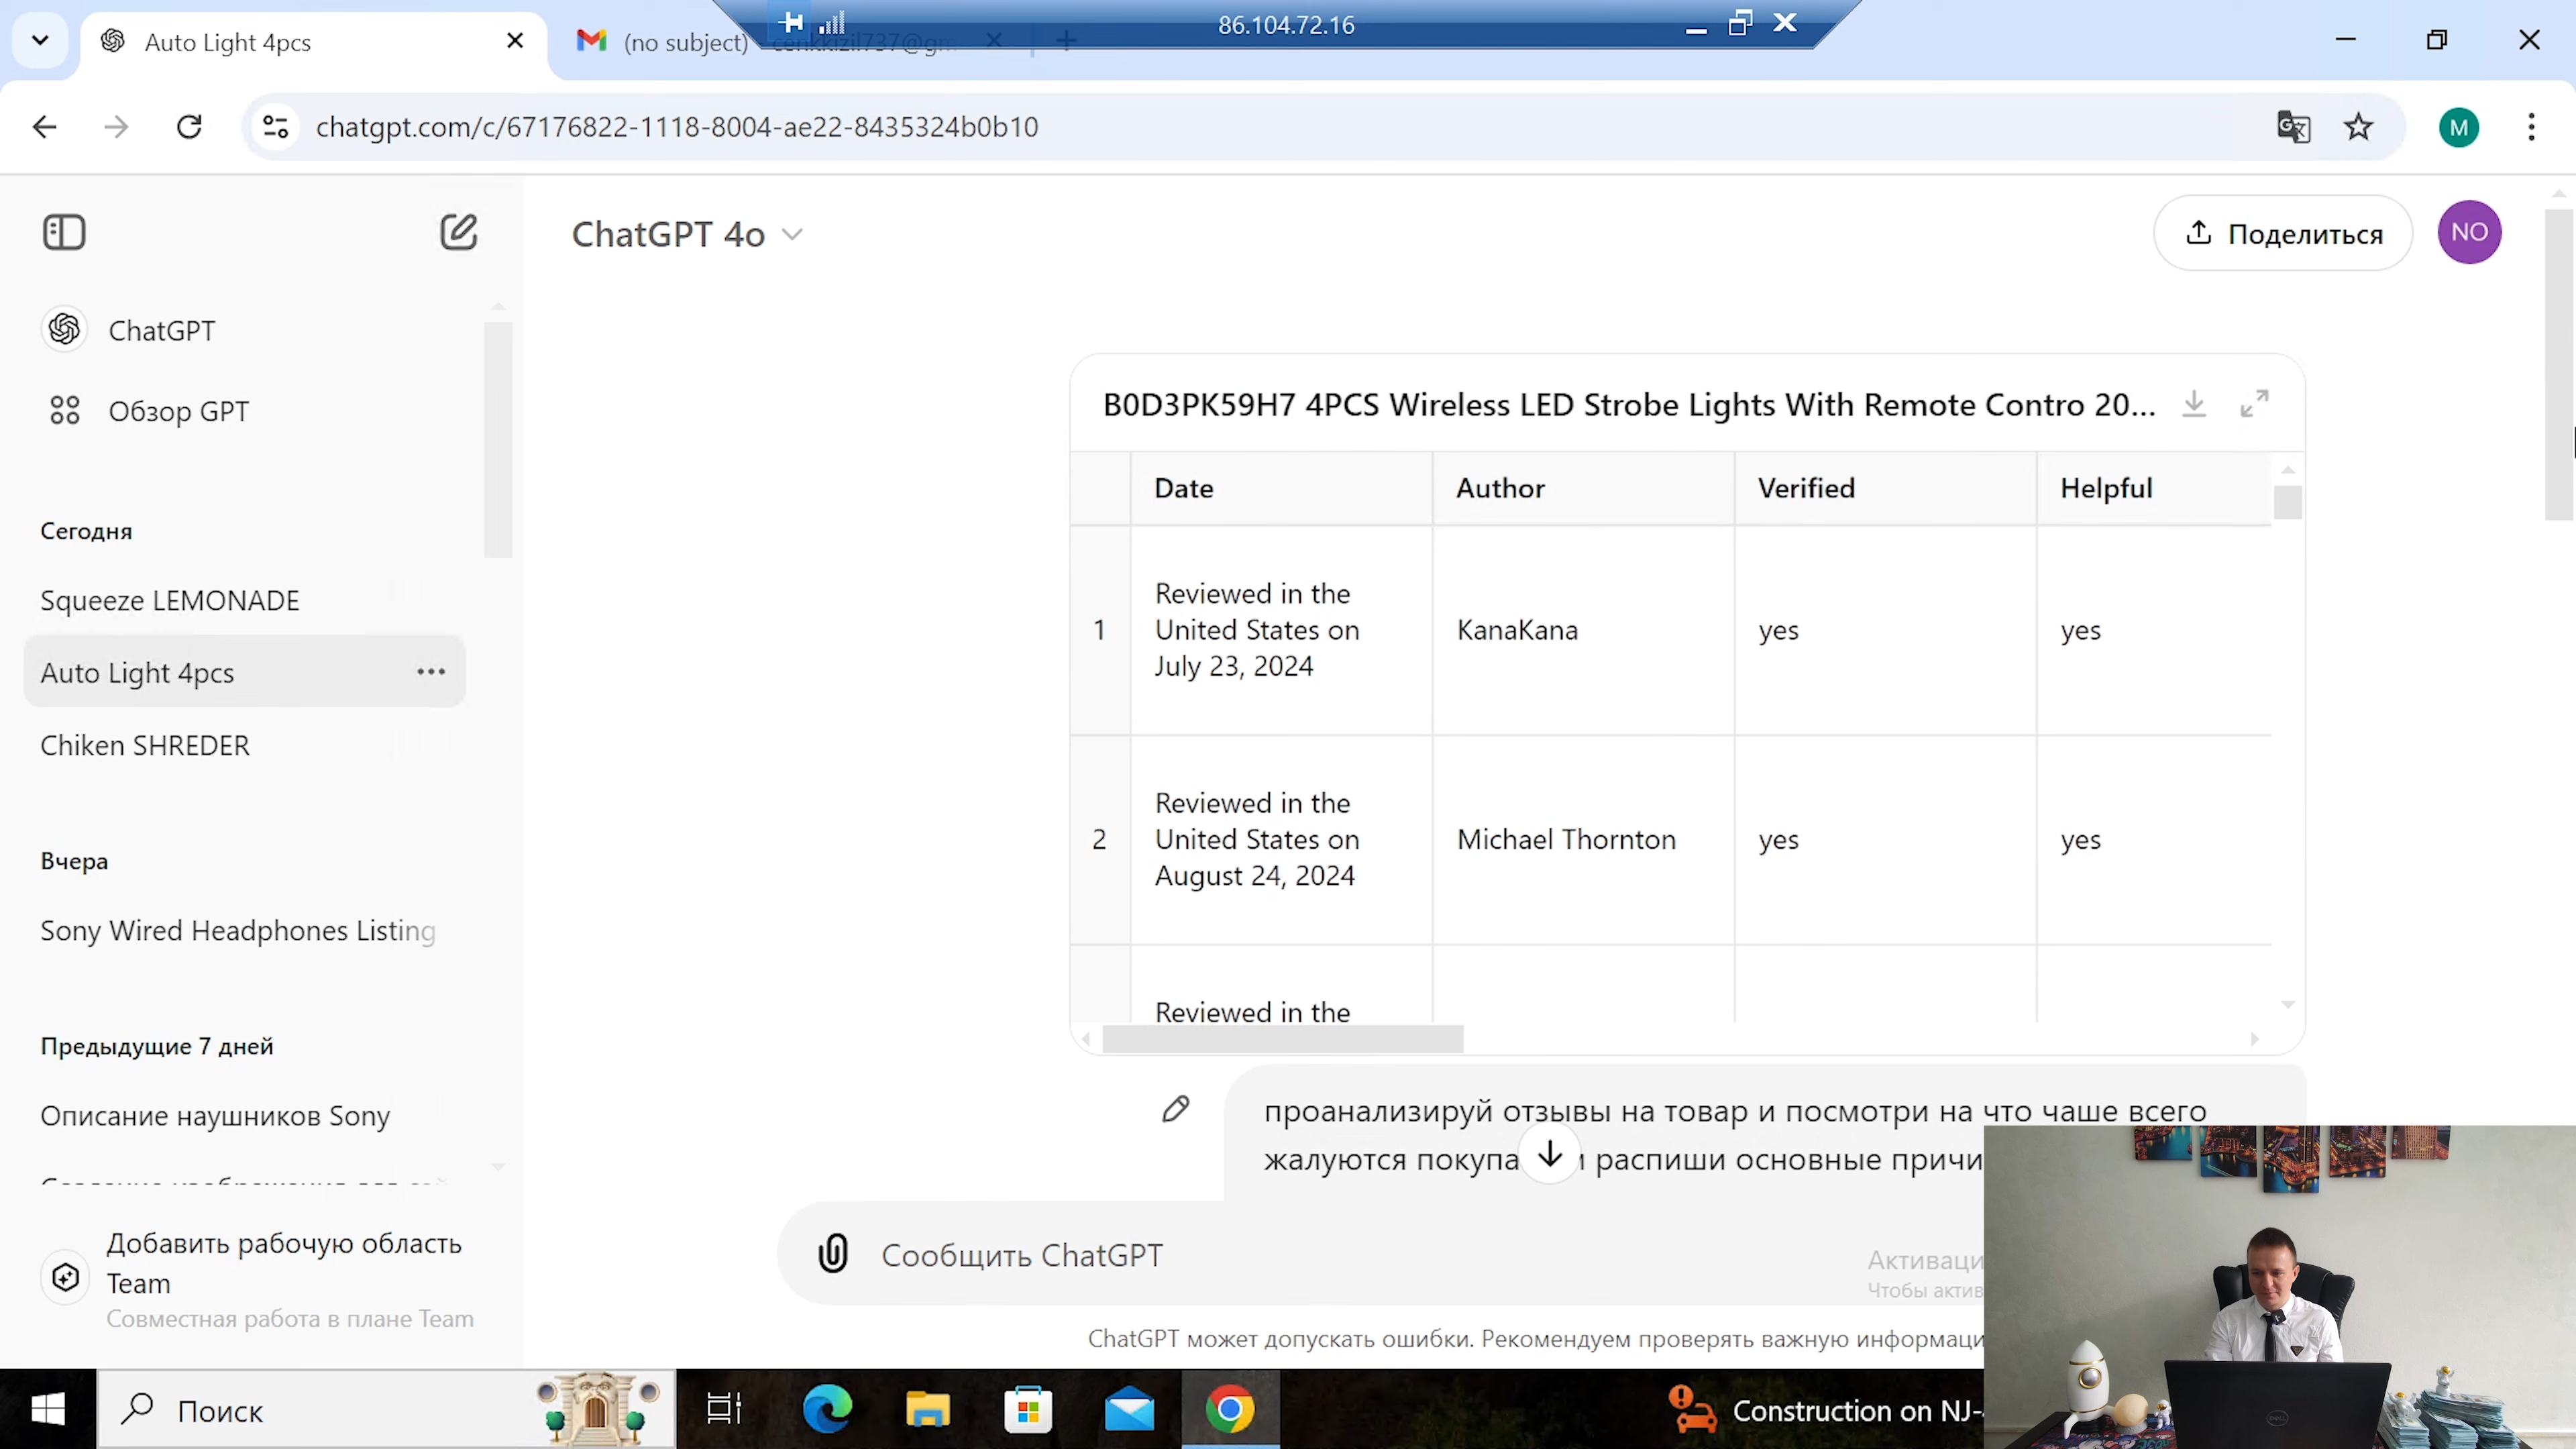 86.104.72.16
Auto Light 4pcs
(no subject) - cenkkizil737@gm
chatgpt.com/c/67176822-1118-8004-ae22-8435324b0b10
M
ChatGPT 4o
Поделиться
NO
ChatGPT
Обзор GPT
Сегодня
Squeeze LEMONADE
Auto Light 4pcs
Chiken SHREDER
Вчера
Sony Wired Headphones Listing
Предыдущие 7 дней
Описание наушников Sony
Добавить рабочую область
Team
Совместная работа в плане Team
B0D3PK59H7 4PCS Wireless LED Strobe Lights With Remote Contro 20...
Date Author Verified Helpful
1 Reviewed in the United States on July 23, 2024 KanaKana yes yes
2 Reviewed in the United States on August 24, 2024 Michael Thornton yes yes
Reviewed in the
проанализируй отзывы на товар и посмотри на что чаше всего
жалуются покупа распиши основные причи
Сообщить ChatGPT
Активаци
Чтобы актив
ChatGPT может допускать ошибки. Рекомендуем проверять важную информаци
Поиск
Construction on NJ-